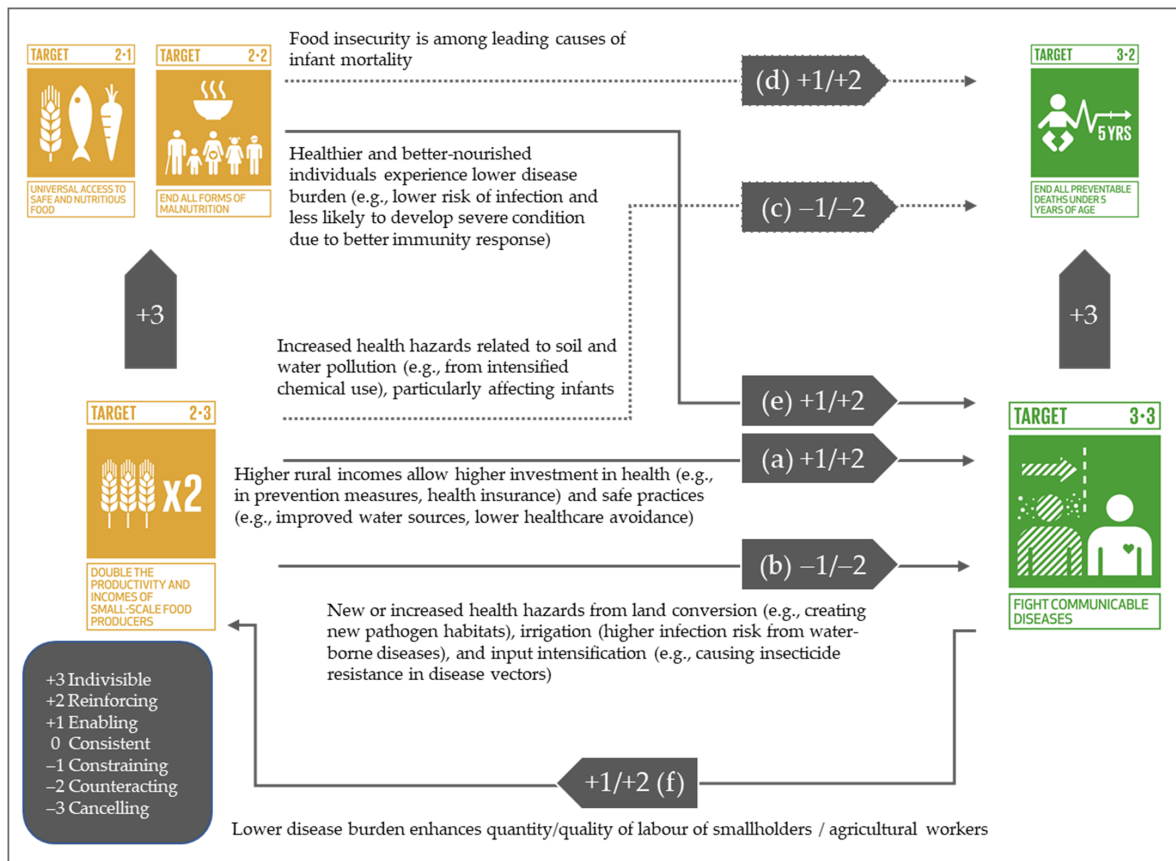 TARGET 2·1
UNIVERSAL ACCESS TO
SAFE AND NUTRITIOUS
FOOD
TARGET 2·2
END ALL FORMS OF
MALNUTRITION
Food insecurity is among leading causes of
infant mortality
(d) +1/+2
TARGET 3·2
5 YRS
END ALL PREVENTABLE
DEATHS UNDER 5
YEARS OF AGE
Healthier and better-nourished
individuals experience lower disease
burden (e.g., lower risk of infection and
less likely to develop severe condition
due to better immunity response)
(c) –1/–2
+3
+3
Increased health hazards related to soil and
water pollution (e.g., from intensified
chemical use), particularly affecting infants
(e) +1/+2
TARGET 2·3
x2
DOUBLE THE
PRODUCTIVITY AND
INCOMES OF
SMALL-SCALE FOOD
PRODUCERS
(a) +1/+2
Higher rural incomes allow higher investment in health (e.g.,
in prevention measures, health insurance) and safe practices
(e.g., improved water sources, lower healthcare avoidance)
TARGET 3·3
FIGHT COMMUNICABLE
DISEASES
(b) –1/–2
New or increased health hazards from land conversion (e.g., creating
new pathogen habitats), irrigation (higher infection risk from water-
borne diseases), and input intensification (e.g., causing insecticide
resistance in disease vectors)
+3 Indivisible
+2 Reinforcing
+1 Enabling
0 Consistent
–1 Constraining
–2 Counteracting
–3 Cancelling
+1/+2 (f)
Lower disease burden enhances quantity/quality of labour of smallholders / agricultural workers